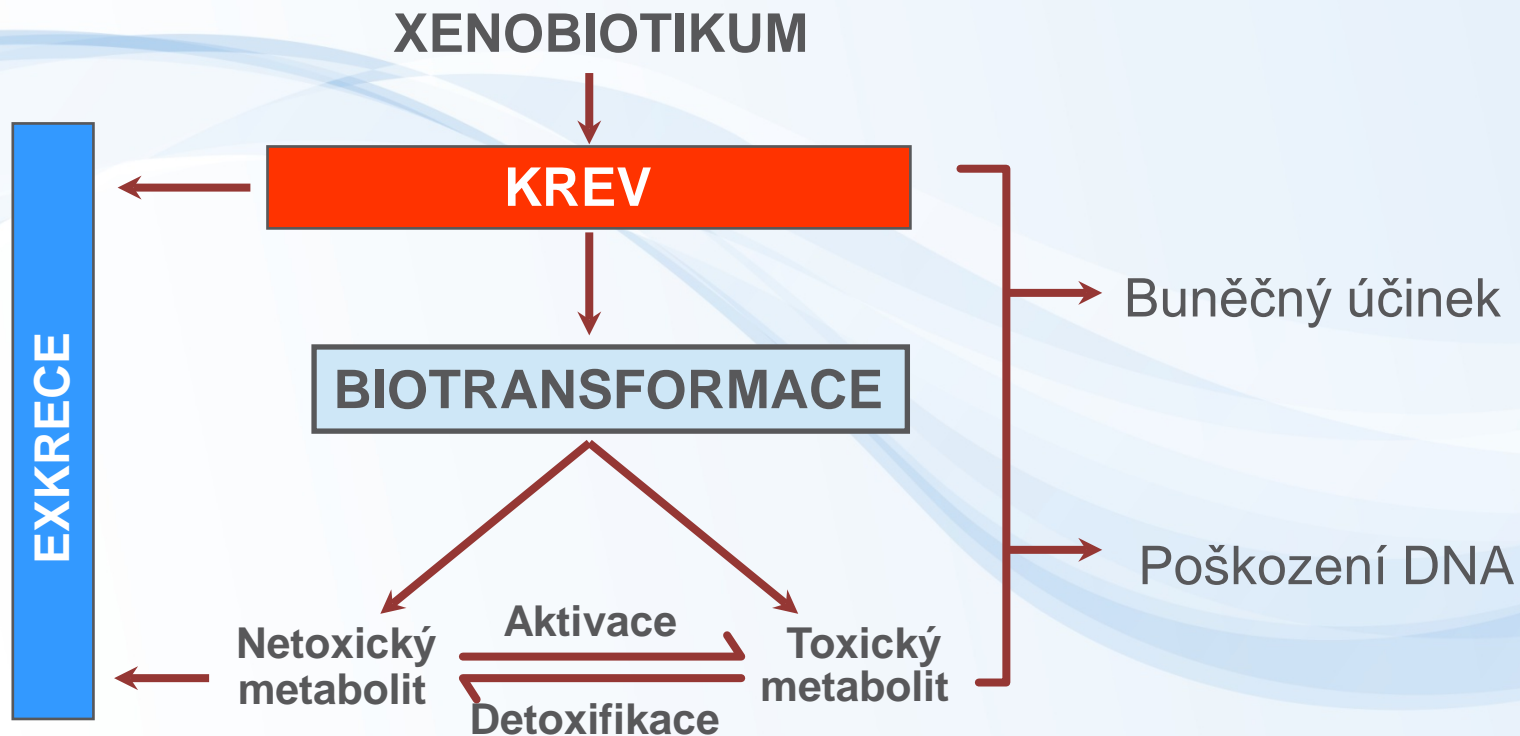 XENOBIOTIKUM
KREV
EXKRECE
Buněčný účinek
BIOTRANSFORMACE
Poškození DNA
Netoxický
metabolit
Aktivace
Detoxifikace
Toxický
metabolit